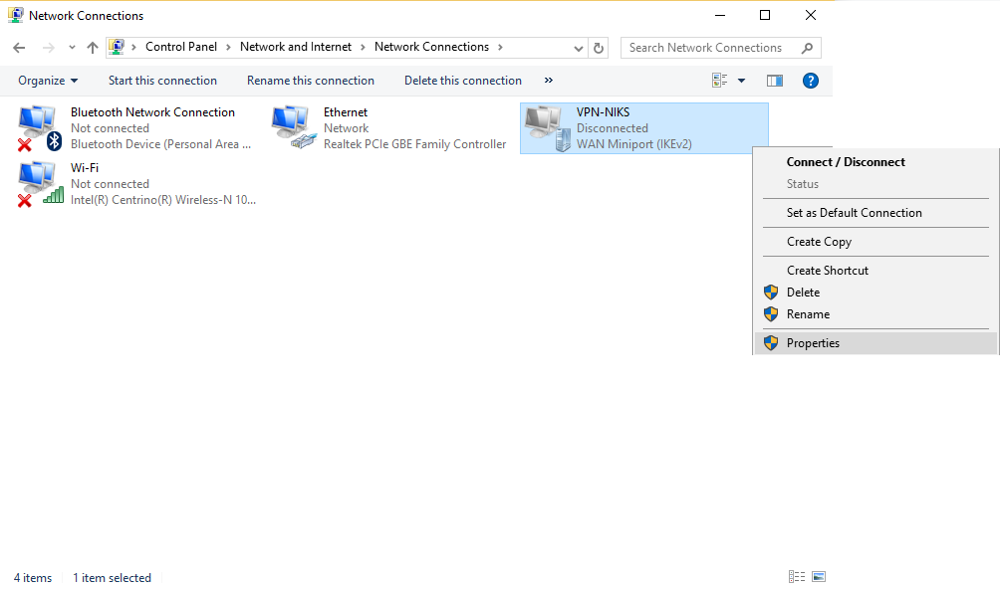 Network Connections
Control Panel Network and Internet Network Connections
Search Network Connections
Organize Start this connection Rename this connection Delete this connection »
Bluetooth Network Connection
Not connected
Bluetooth Device (Personal Area ...
Ethernet
Network
Realtek PCIe GBE Family Controller
VPN-NIKS
Disconnected
WAN Miniport (IKEv2)
Wi-Fi
Not connected
Intel(R) Centrino(R) Wireless-N 10...
Connect / Disconnect
Status
Set as Default Connection
Create Copy
Create Shortcut
Delete
Rename
Properties
4 items 1 item selected